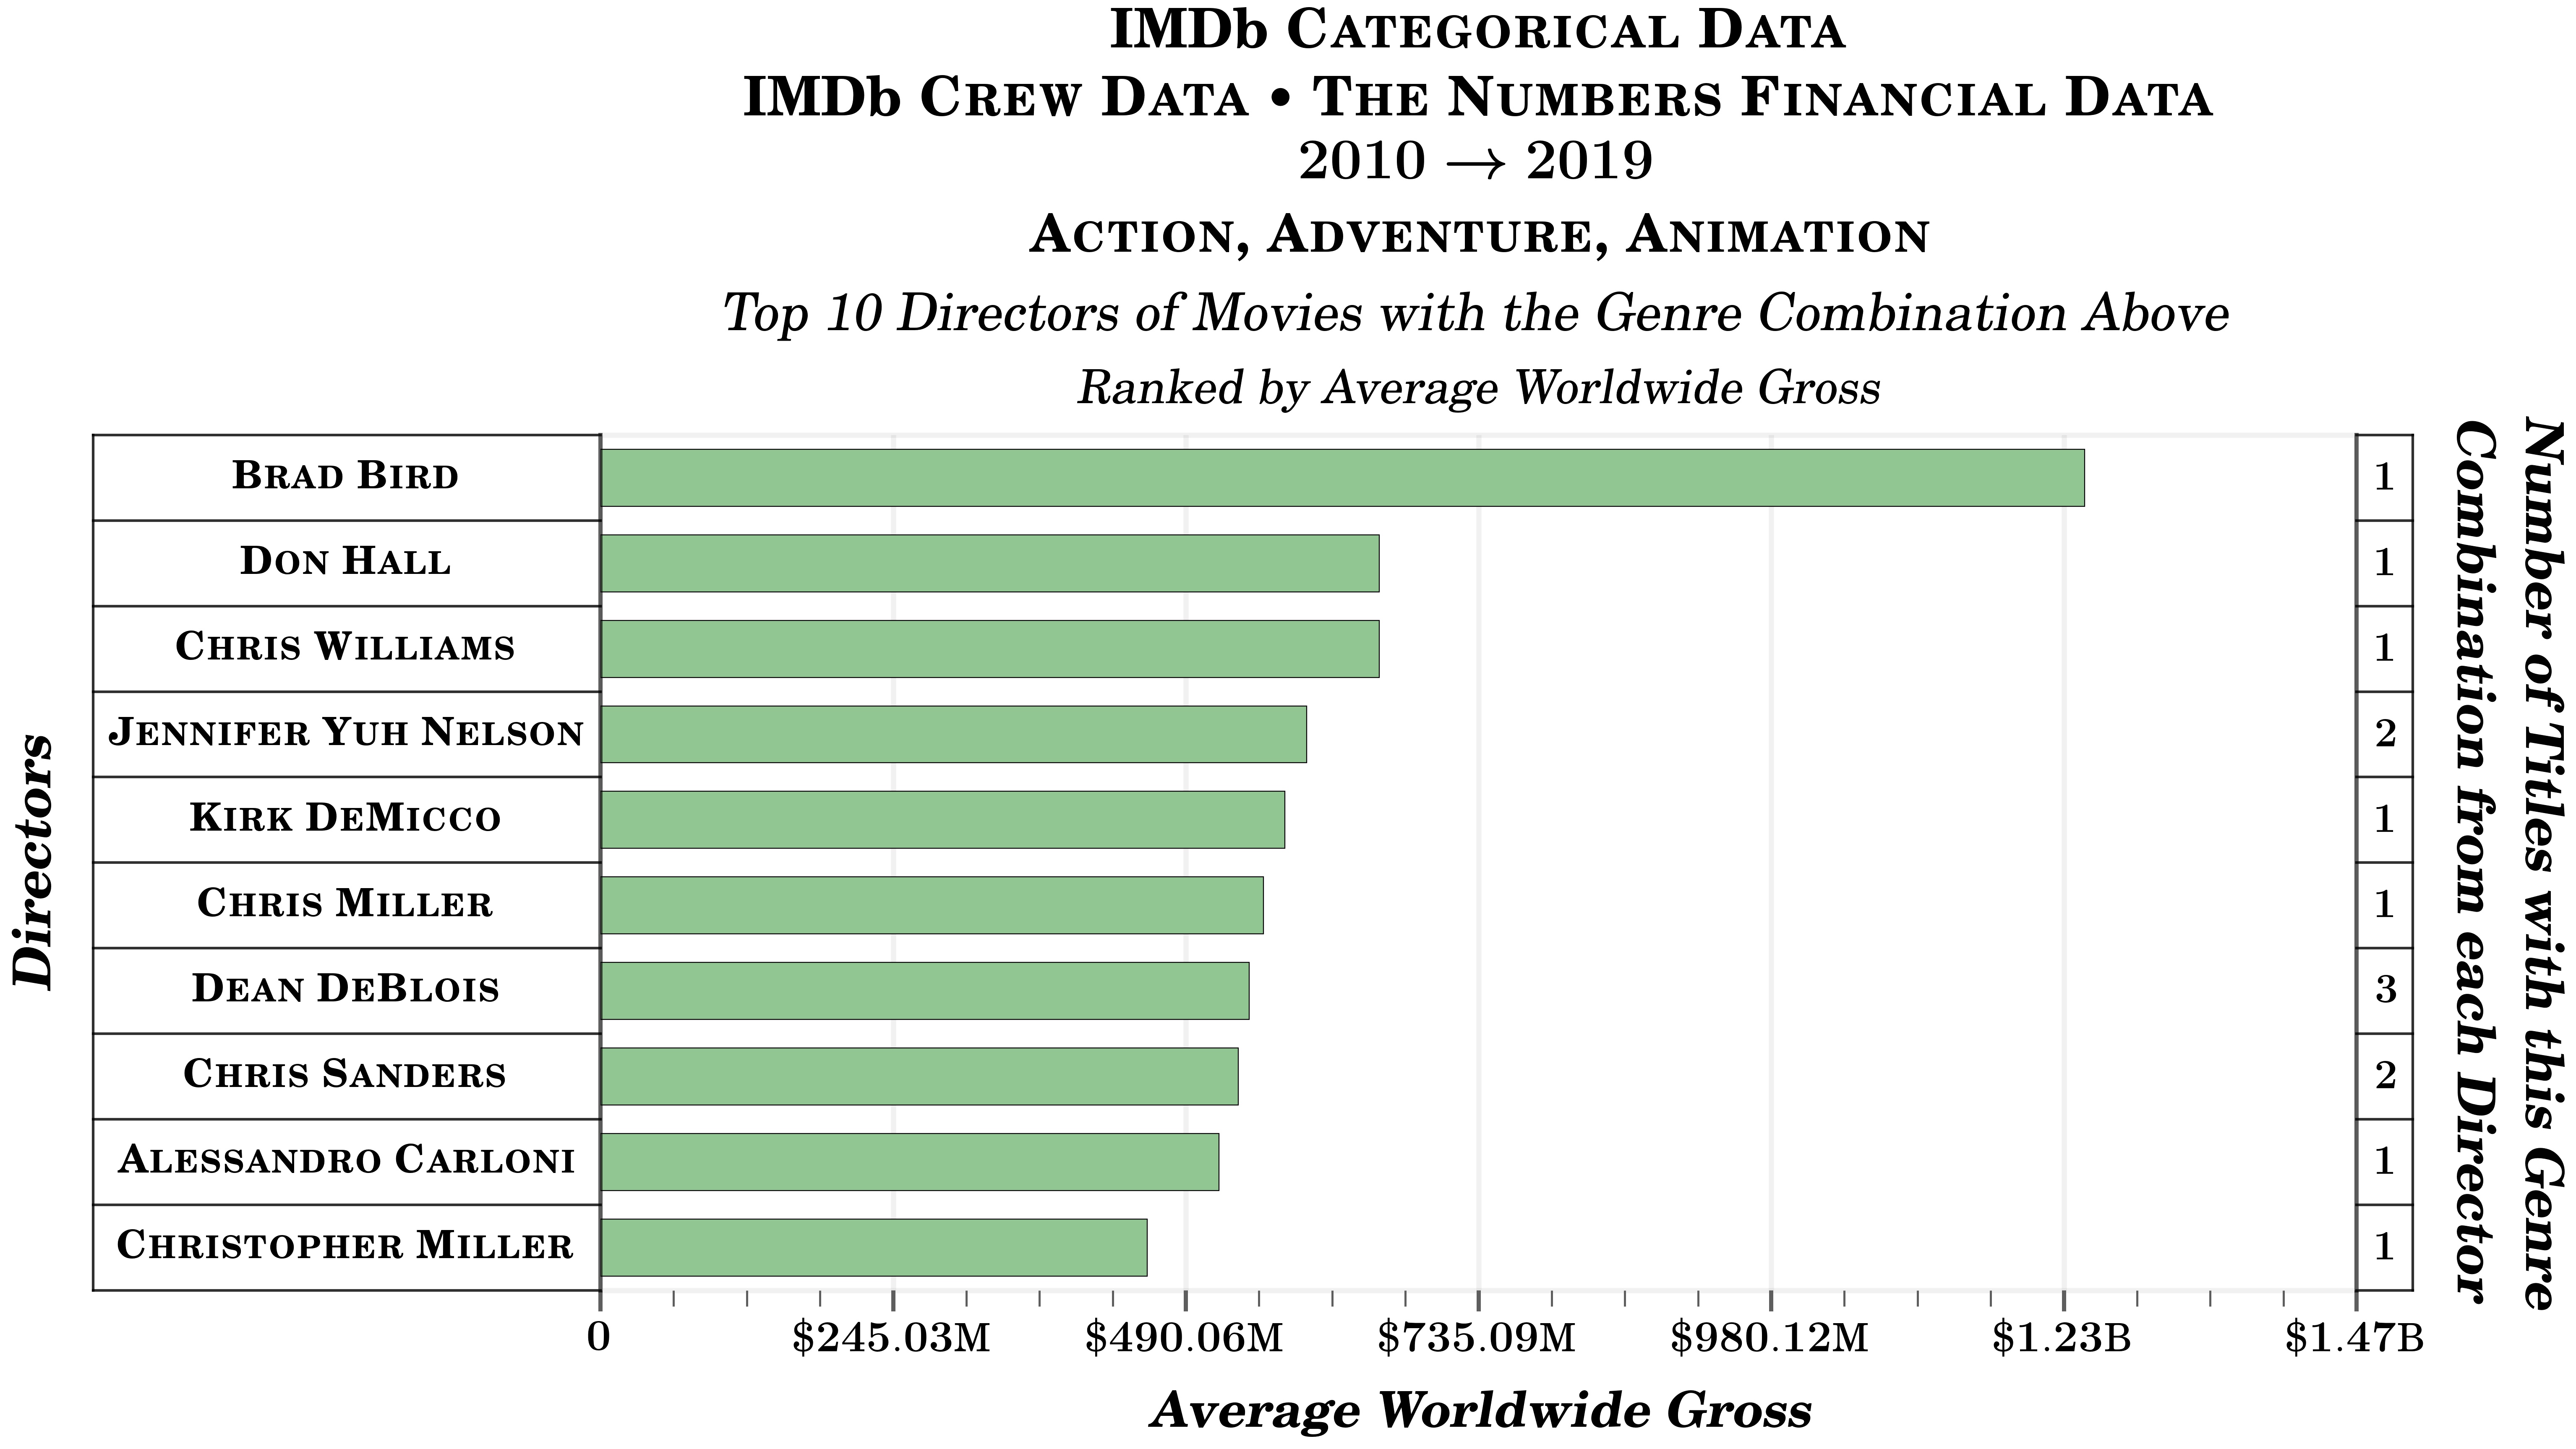 IMDb Categorical Data
IMDb Crew Data • The Numbers Financial Data
2010 → 2019
Action, Adventure, Animation
Top 10 Directors of Movies with the Genre Combination Above
Ranked by Average Worldwide Gross
Directors
Brad Bird 1
Don Hall 1
Chris Williams 1
Jennifer Yuh Nelson 2
Kirk DeMicco 1
Chris Miller 1
Dean DeBlois 3
Chris Sanders 2
Alessandro Carloni 1
Christopher Miller 1
Number of Titles with this Genre
Combination from each Director
0 $245.03M $490.06M $735.09M $980.12M $1.23B $1.47B
Average Worldwide Gross